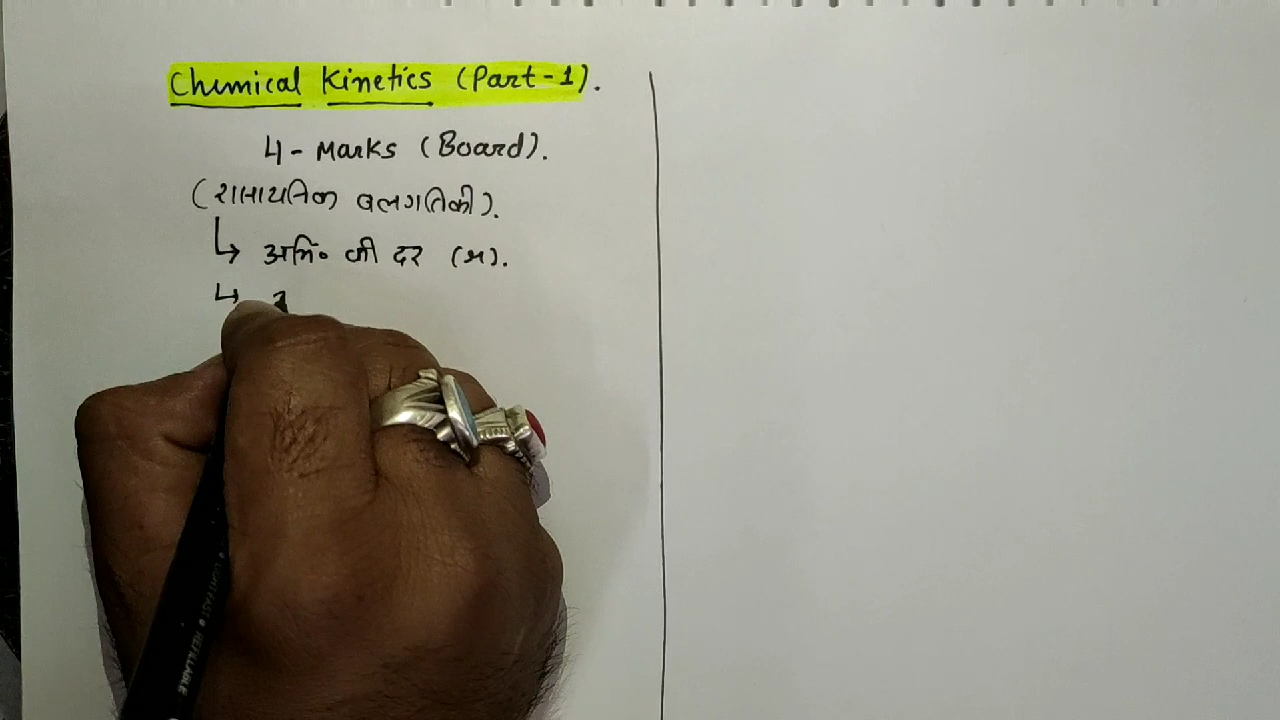 Chemical Kinetics (Part-1).
4- Marks (Board).
(रासायनिक बलगतिकी).
↳ अभि० की दर (r).
↳